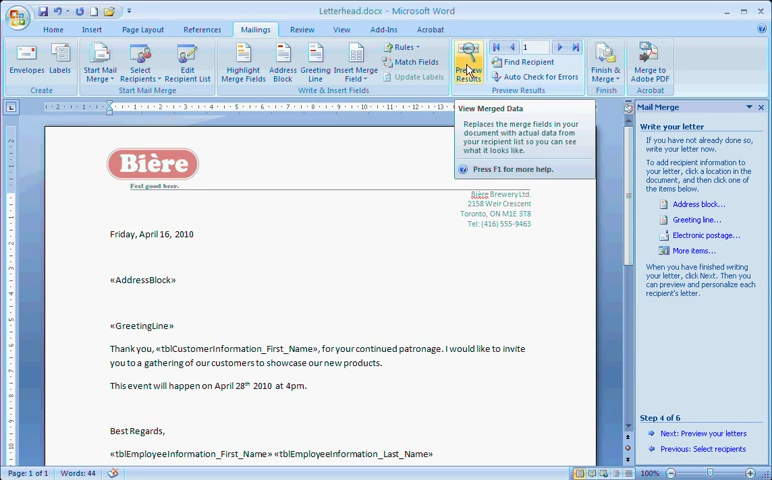 Letterhead.docx - Microsoft Word
Home Insert Page Layout References Mailings Review View Add-Ins Acrobat
Envelopes Labels
Create
Start Mail Merge
Select Recipients
Edit Recipient List
Start Mail Merge
Highlight Merge Fields
Address Block
Greeting Line
Insert Merge Field
Rules
Match Fields
Update Labels
Write & Insert Fields
Preview Results
1
Find Recipient
Auto Check for Errors
Preview Results
Finish & Merge
Finish
Merge to Adobe PDF
Acrobat
View Merged Data
Replaces the merge fields in your
document with actual data from
your recipient list so you can see
what it looks like.
Press F1 for more help.
Bière
Feel good beer.
Bière Brewery Ltd.
2158 Weir Crescent
Toronto, ON M1E 3T8
Tel: (416) 555-9463
Friday, April 16, 2010
«AddressBlock»
«GreetingLine»
Thank you, «tblCustomerInformation_First_Name», for your continued patronage. I would like to invite
you to a gathering of our customers to showcase our new products.
This event will happen on April 28th 2010 at 4pm.
Best Regards,
«tblEmployeeInformation_First_Name» «tblEmployeeInformation_Last_Name»
Mail Merge
Write your letter
If you have not already done so,
write your letter now.
To add recipient information to
your letter, click a location in the
document, and then click one of
the items below.
Address block...
Greeting line...
Electronic postage...
More items...
When you have finished writing
your letter, click Next. Then you
can preview and personalize each
recipient's letter.
Step 4 of 6
Next: Preview your letters
Previous: Select recipients
Page: 1 of 1 Words: 44 100%